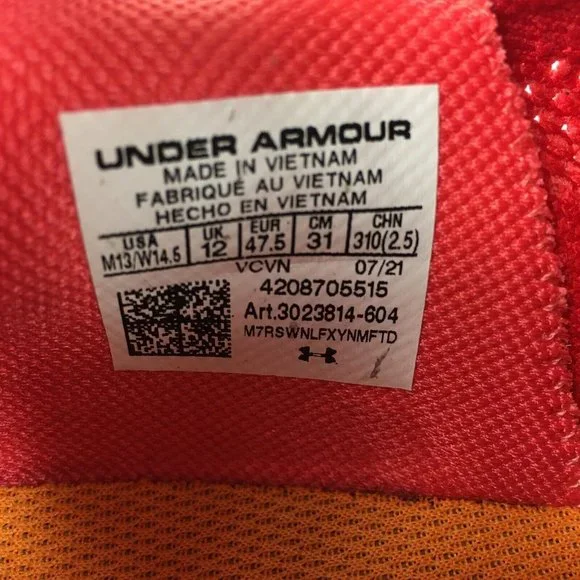 UNDER ARMOUR
MADE IN VIETNAM
FABRIQUÉ AU VIETNAM
HECHO EN VIETNAM
USA UK EUR CM CHN
M13/W14.5 12 47.5 31 310(2.5)
VCVN 07/21
4208705515
Art.3023814-604
M7RSWNLFXYNMFTD